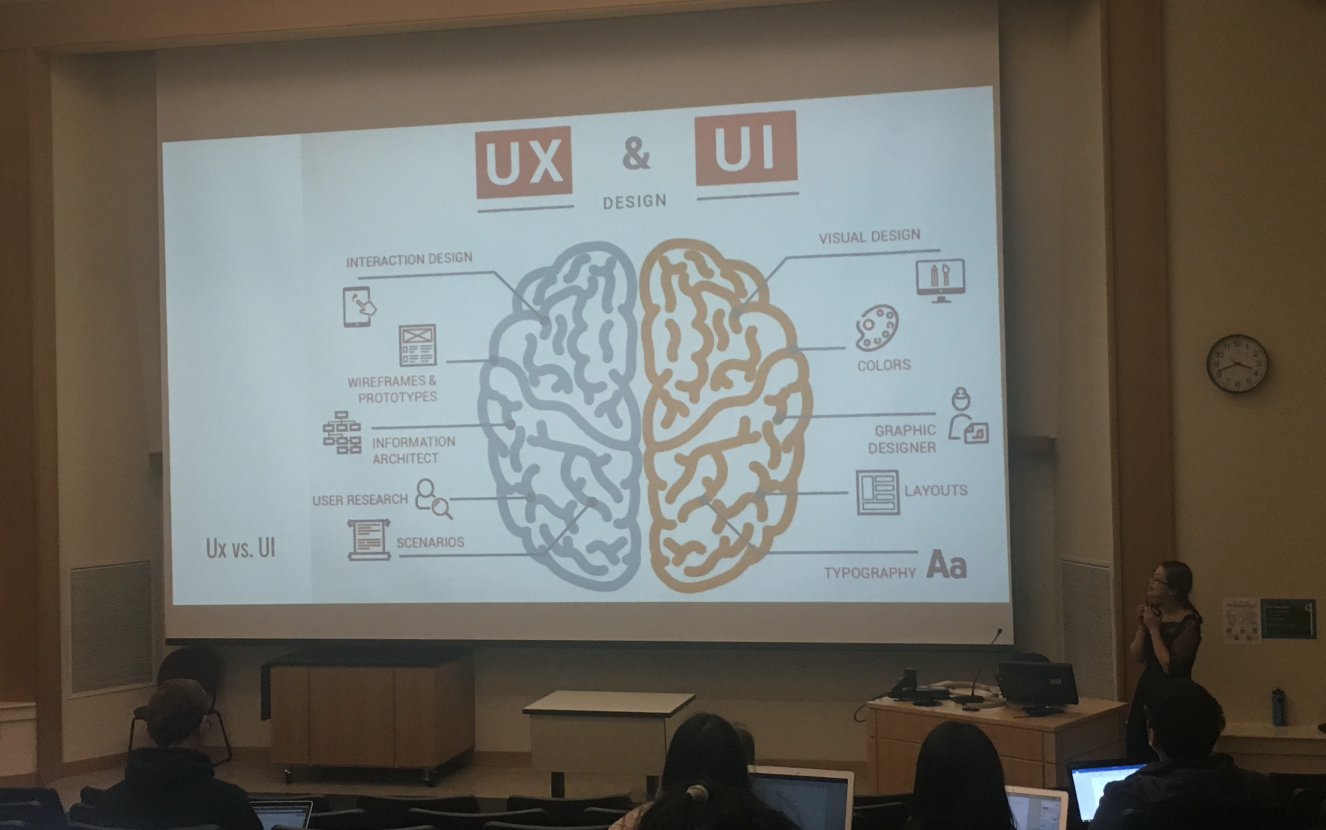 UX & UI
DESIGN
INTERACTION DESIGN
WIREFRAMES &
PROTOTYPES
INFORMATION
ARCHITECT
USER RESEARCH
SCENARIOS
VISUAL DESIGN
COLORS
GRAPHIC
DESIGNER
LAYOUTS
TYPOGRAPHY Aa
Ux vs. UI